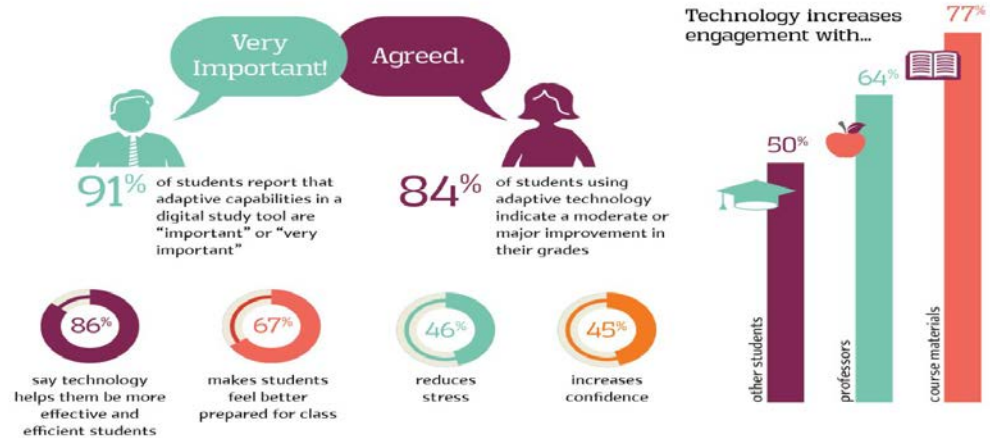 Very
Important!
Agreed.
91%
of students report that
adaptive capabilities in a
digital study tool are
“important” or “very
important”
84%
of students using
adaptive technology
indicate a moderate or
major improvement in
their grades
86%
say technology
helps them be more
effective and
efficient students
67%
makes students
feel better
prepared for class
46%
reduces
stress
45%
increases
confidence
Technology increases
engagement with...
50%
other students
64%
professors
77%
course materials